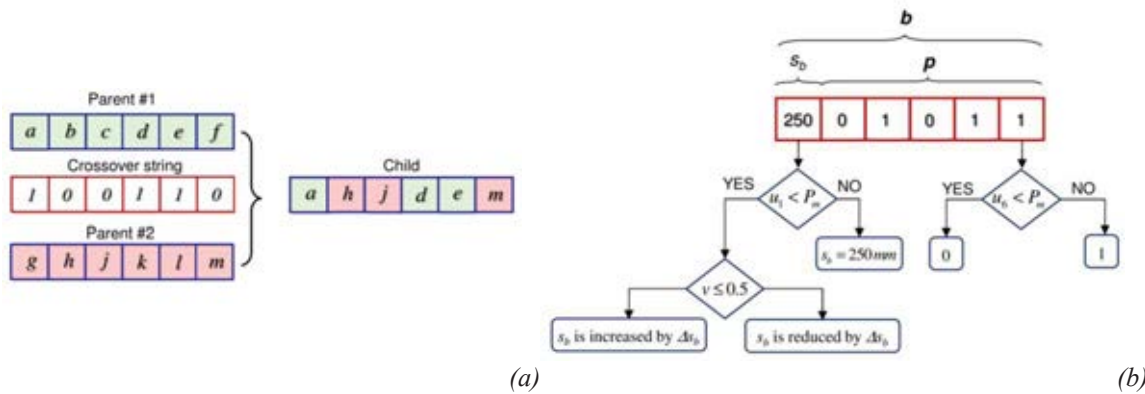 Parent #1
a b c d e f
Crossover string
1 0 0 1 1 0
Parent #2
g h j k l m
Child
a h j d e m
(a)
b
s_b p
250 0 1 0 1 1
YES u_1 < P_m NO
YES u_6 < P_m NO
s_b = 250mm
0
1
v ≤ 0.5
s_b is increased by Δs_b
s_b is reduced by Δs_b
(b)